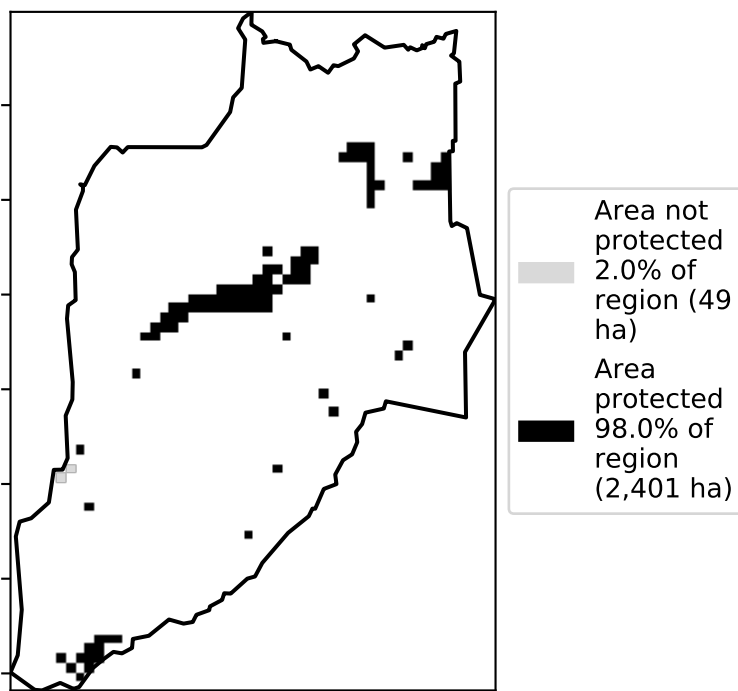 Area not
protected
2.0% of
region (49
ha)
Area
protected
98.0% of
region
(2,401 ha)